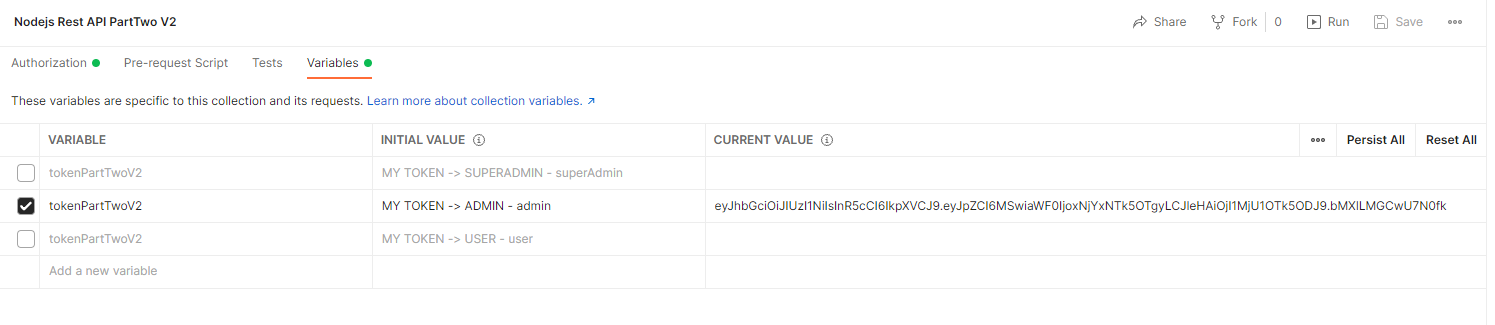 Nodejs Rest API PartTwo V2 Share Fork 0 Run Save
Authorization Pre-request Script Tests Variables
These variables are specific to this collection and its requests. Learn more about collection variables. ↗
VARIABLE INITIAL VALUE CURRENT VALUE Persist All Reset All
tokenPartTwoV2 MY TOKEN -> SUPERADMIN - superAdmin
tokenPartTwoV2 MY TOKEN -> ADMIN - admin eyJhbGciOiJIUzI1NiIsInR5cCI6IkpXVCJ9.eyJpZCI6MSwiaWF0IjoxNjYxNTk5OTgyLCJleHAiOjI1MjU1OTk5ODJ9.bMXlLMGCwU7N0fk
tokenPartTwoV2 MY TOKEN -> USER - user
Add a new variable